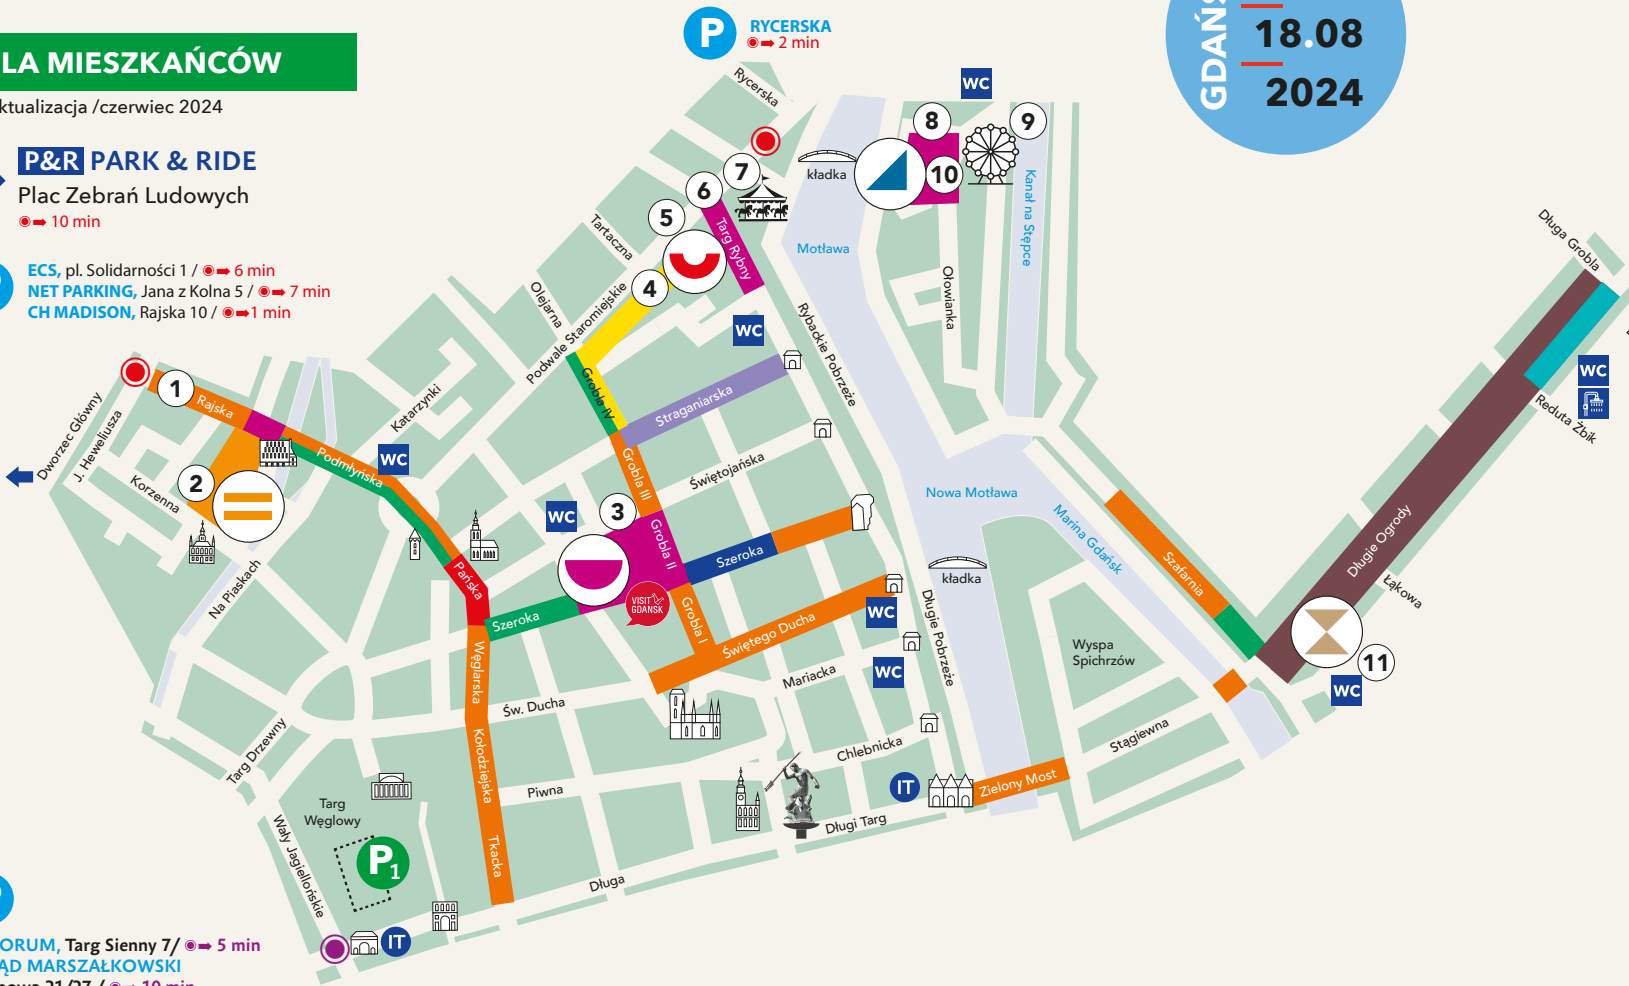 LA MIESZKAŃCÓW
ktualizacja /czerwiec 2024
P&R PARK & RIDE
Plac Zebrań Ludowych
10 min
ECS, pl. Solidarności 1 / 6 min
NET PARKING, Jana z Kolna 5 / 7 min
CH MADISON, Rajska 10 / 1 min
P
RYCERSKA
2 min
GDAŃS
18.08
2024
Rycerska
WC
8
9
10
7
6
5
4
kładka
Kanał na Stępce
Motława
Ołowianka
Targ Rybny
Tartaczna
Olejarna
Podwale Staromiejskie
WC
Rybackie Pobrzeże
Długa Grobla
WC
Reduta Żbik
1
Rajska
Dworzec Główny
J. Heweliusza
Korzenna
2
Katarzynki
Podmłyńska
WC
Grobla IV
Straganiarska
Grobla III
Świętojańska
WC
3
Grobla II
Szeroka
Nowa Motława
Marina Gdańsk
kładka
Szafarnia
Długie Ogrody
Łąkowa
Na Piaskach
Pańska
Szeroka
VISIT
GDAŃSK
Grobla I
Świętego Ducha
WC
Długie Pobrzeże
Wyspa
Spichrzów
11
WC
Węglarska
Mariacka
WC
Św. Ducha
Targ Drzewny
Kołodziejska
Chlebnicka
Stągiewna
Piwna
IT
Zielony Most
Targ
Węglowy
Długi Targ
Wały Jagiellońskie
P1
Tkacka
Długa
IT
ORUM, Targ Sienny 7/ 5 min
ĄD MARSZAŁKOWSKI
10 min